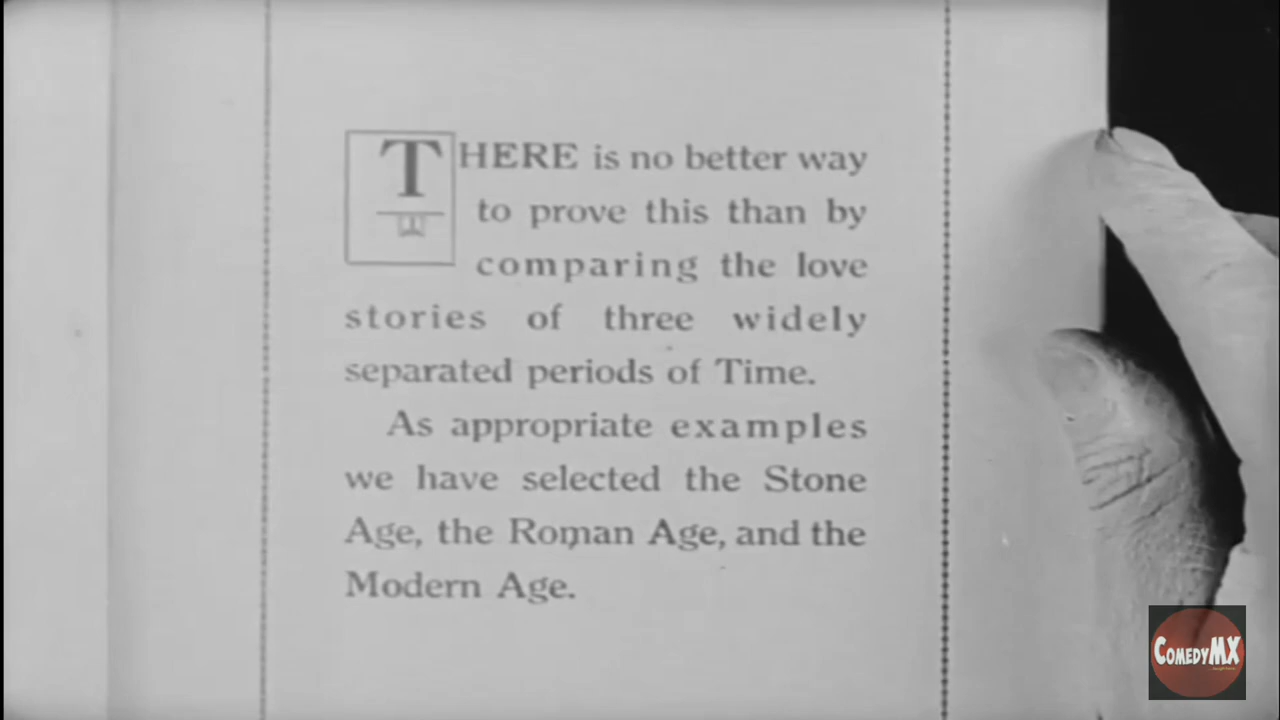 THERE is no better way
to prove this than by
comparing the love
stories of three widely
separated periods of Time.
As appropriate examples
we have selected the Stone
Age, the Roman Age, and the
Modern Age.
COMEDYMX